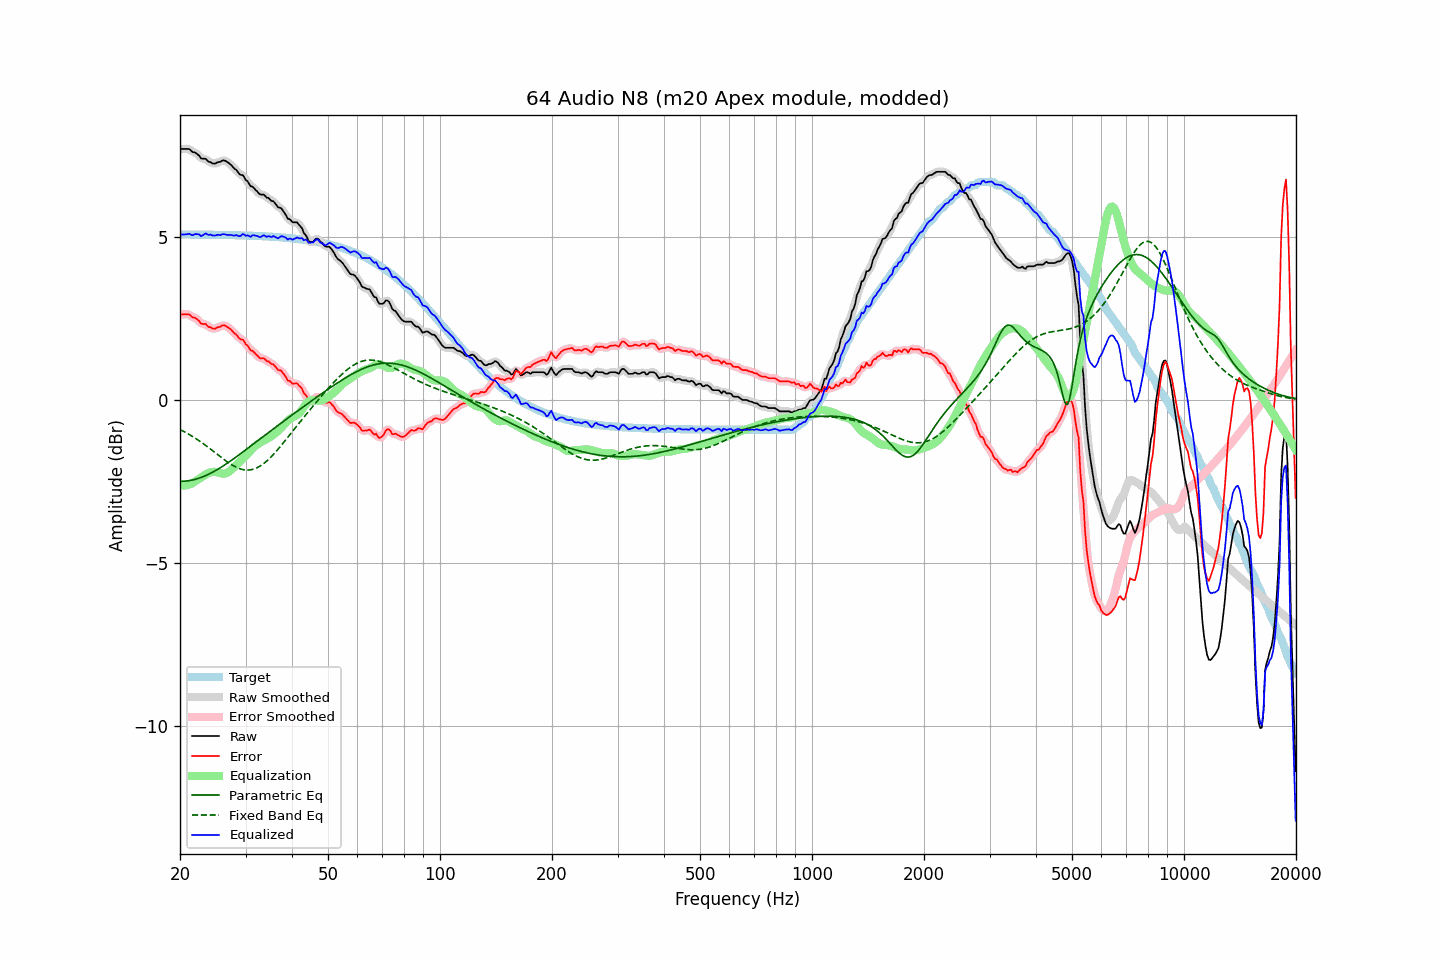 64 Audio N8 (m20 Apex module, modded)
Amplitude (dBr)
5
0
−5
−10
Target
Raw Smoothed
Error Smoothed
Raw
Error
Equalization
Parametric Eq
Fixed Band Eq
Equalized
20 50 100 200 500 1000 2000 5000 10000 20000
Frequency (Hz)